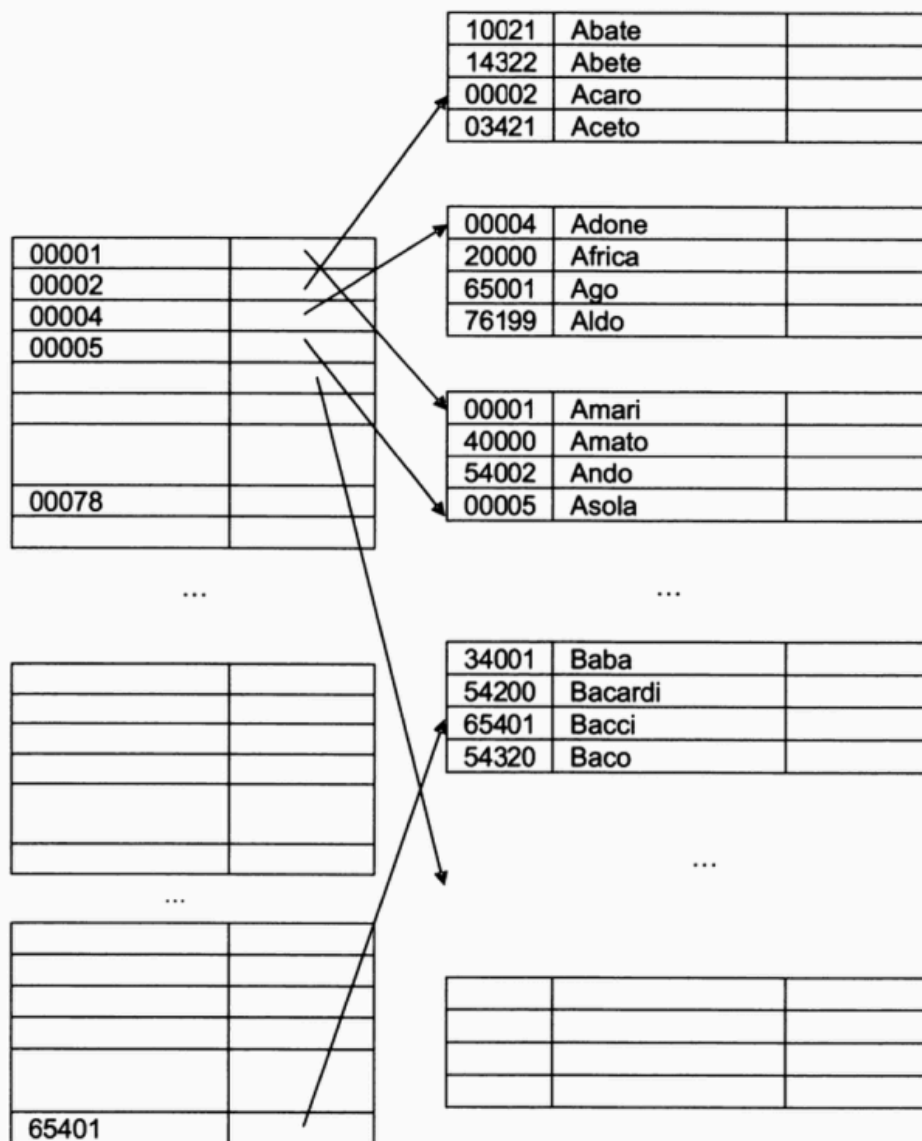 00001
00002
00004
00005
00078
...
...
65401
10021 Abate
14322 Abete
00002 Acaro
03421 Aceto
00004 Adone
20000 Africa
65001 Ago
76199 Aldo
00001 Amari
40000 Amato
54002 Ando
00005 Asola
...
34001 Baba
54200 Bacardi
65401 Bacci
54320 Baco
...